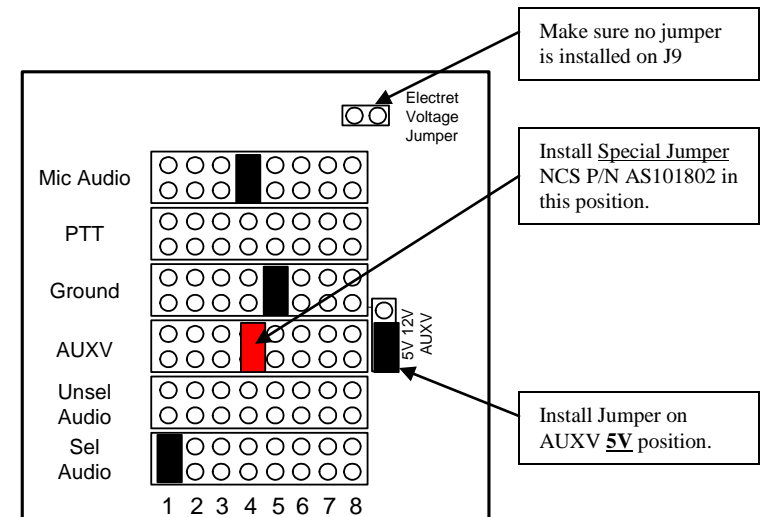 Make sure no jumper
is installed on J9
Electret
Voltage
Jumper
Install Special Jumper
NCS P/N AS101802 in
this position.
Mic Audio
PTT
Ground
AUXV
Unsel
Audio
Sel
Audio
5V 12V
AUXV
Install Jumper on
AUXV 5V position.
1 2 3 4 5 6 7 8